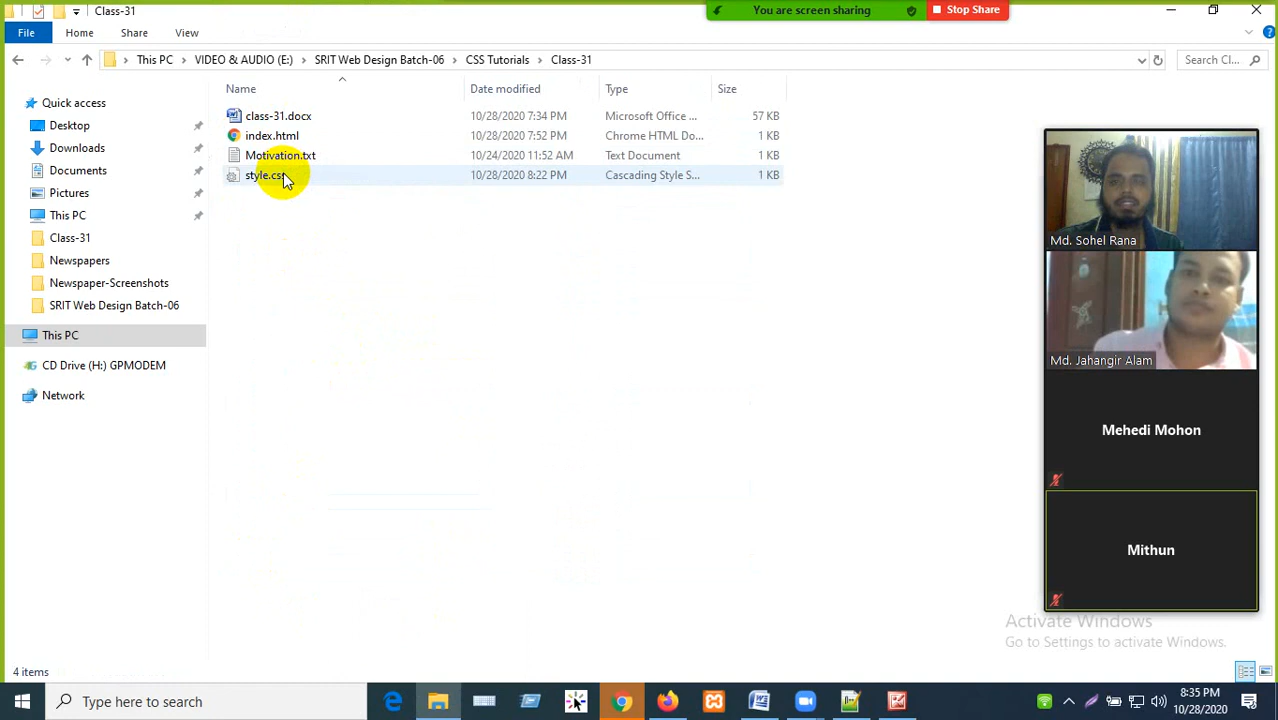 Class-31
You are screen sharing
Stop Share
File
Home
Share
View
This PC
VIDEO & AUDIO (E:)
SRIT Web Design Batch-06
CSS Tutorials
Class-31
Search Cl...
Name
Date modified
Type
Size
class-31.docx
10/28/2020 7:34 PM
Microsoft Office ...
57 KB
index.html
10/28/2020 7:52 PM
Chrome HTML Do...
1 KB
Motivation.txt
10/24/2020 11:52 AM
Text Document
1 KB
style.css
10/28/2020 8:22 PM
Cascading Style S...
1 KB
Quick access
Desktop
Downloads
Documents
Pictures
This PC
Class-31
Newspapers
Newspaper-Screenshots
SRIT Web Design Batch-06
This PC
CD Drive (H:) GPMODEM
Network
Md. Sohel Rana
Md. Jahangir Alam
Mehedi Mohon
Mithun
Activate Windows
Go to Settings to activate Windows.
4 items
Type here to search
8:35 PM
10/28/2020